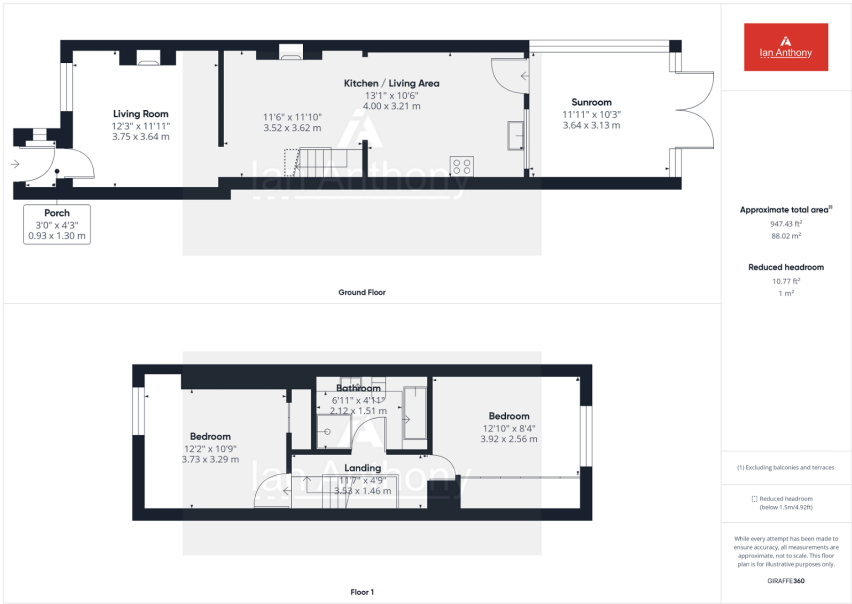 Living Room
12'3" x 11'11"
3.75 x 3.64 m
11'6" x 11'10"
3.52 x 3.62 m
Kitchen / Living Area
13'1" x 10'6"
4.00 x 3.21 m
Sunroom
11'11" x 10'3"
3.64 x 3.13 m
Porch
3'0" x 4'3"
0.93 x 1.30 m
Ian Anthony
Ground Floor
Bathroom
6'11" x 4'11"
2.12 x 1.51 m
Bedroom
12'2" x 10'9"
3.73 x 3.29 m
Landing
11'7" x 4'9"
3.53 x 1.46 m
Bedroom
12'10" x 8'4"
3.92 x 2.56 m
Ian Anthony
Floor 1
Ian Anthony
Approximate total area(1)
947.43 ft²
88.02 m²
Reduced headroom
10.77 ft²
1 m²
(1) Excluding balconies and terraces
Reduced headroom
(below 1.5m/4.92ft)
While every attempt has been made to
ensure accuracy, all measurements are
approximate, not to scale. This floor
plan is for illustrative purposes only.
GIRAFFE360